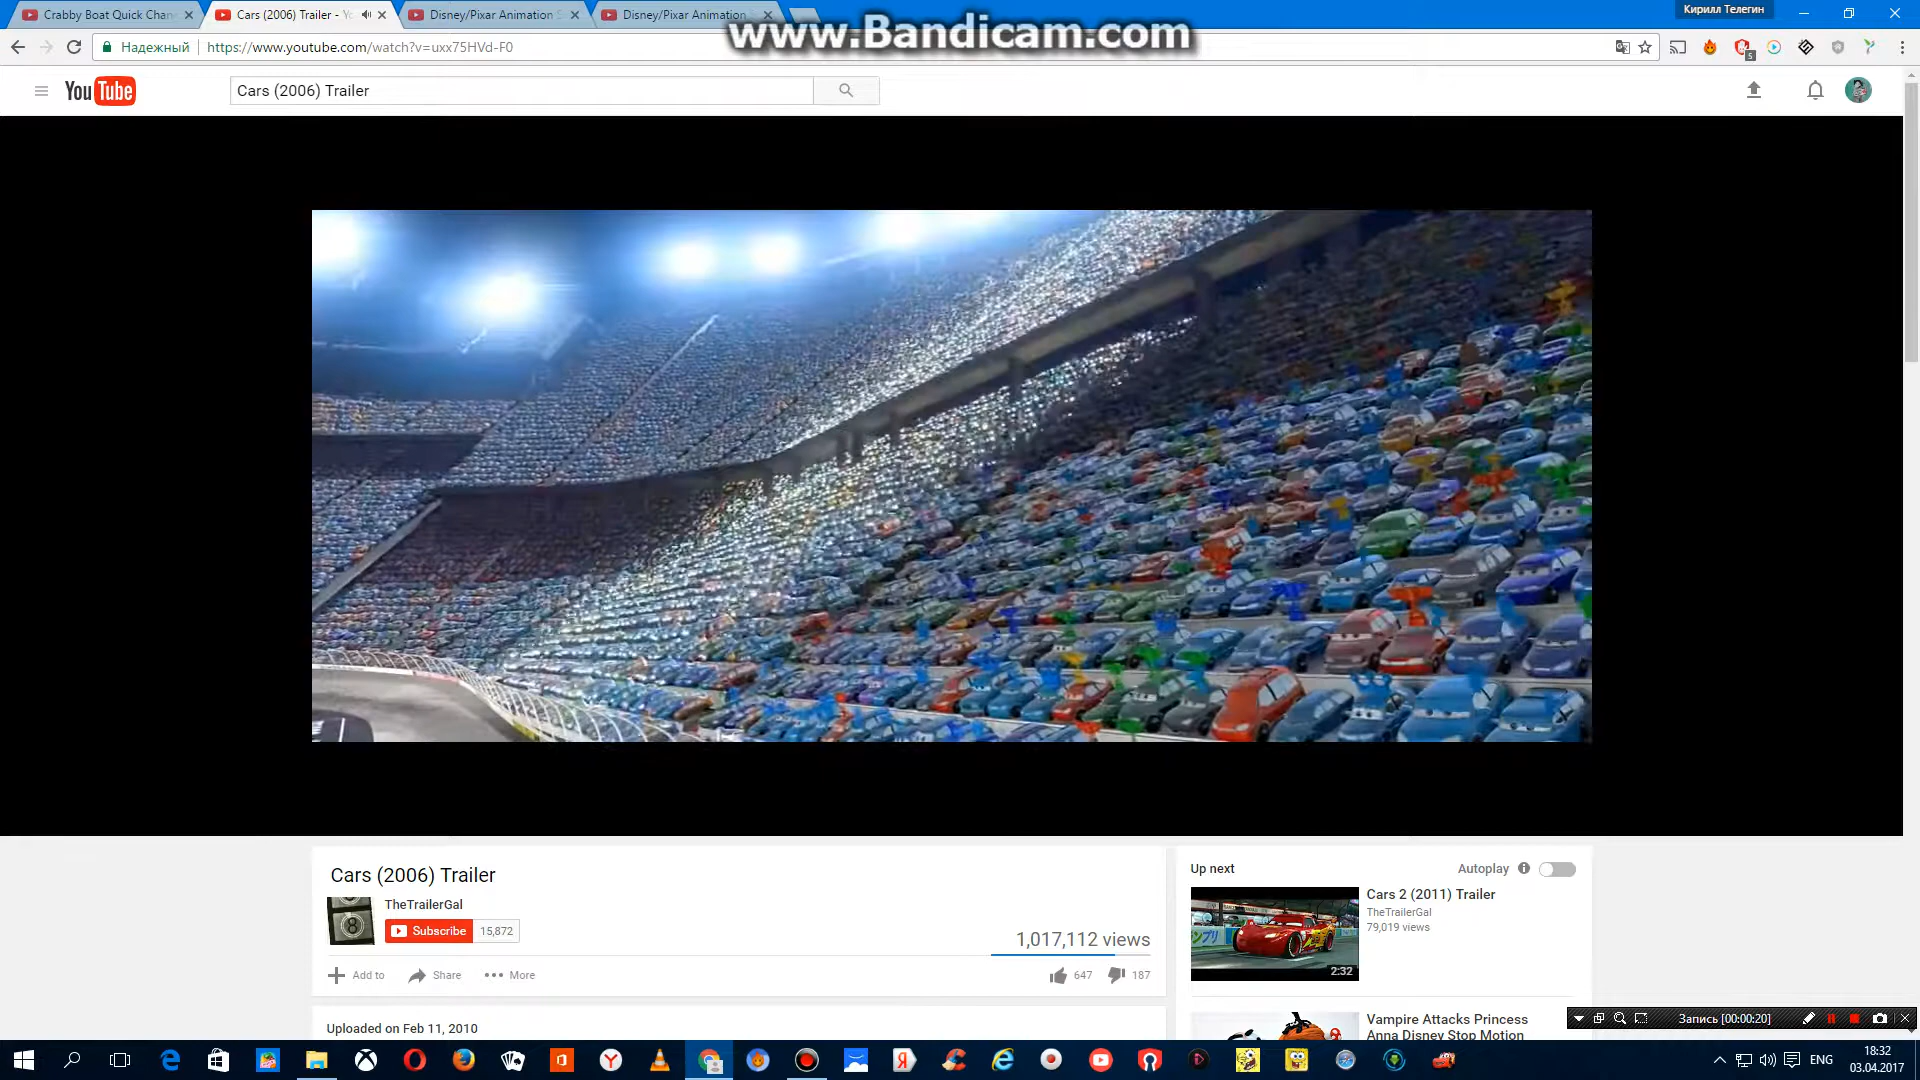 Crabby Boat Quick Chan
Cars (2006) Trailer - Yo
Disney/Pixar Animation S
Disney/Pixar Animation S
www.Bandicam.com
Кирилл Телегин
Надежный
https://www.youtube.com/watch?v=uxx75HVd-F0
5
YouTube
Cars (2006) Trailer
Cars (2006) Trailer
TheTrailerGal
Subscribe 15,872
1,017,112 views
Add to
Share
More
647
187
Uploaded on Feb 11, 2010
Up next
Autoplay
Cars 2 (2011) Trailer
TheTrailerGal
79,019 views
2:32
Vampire Attacks Princess
Anna Disney Stop Motion
Запись [00:00:20]
ENG
18:32
03.04.2017